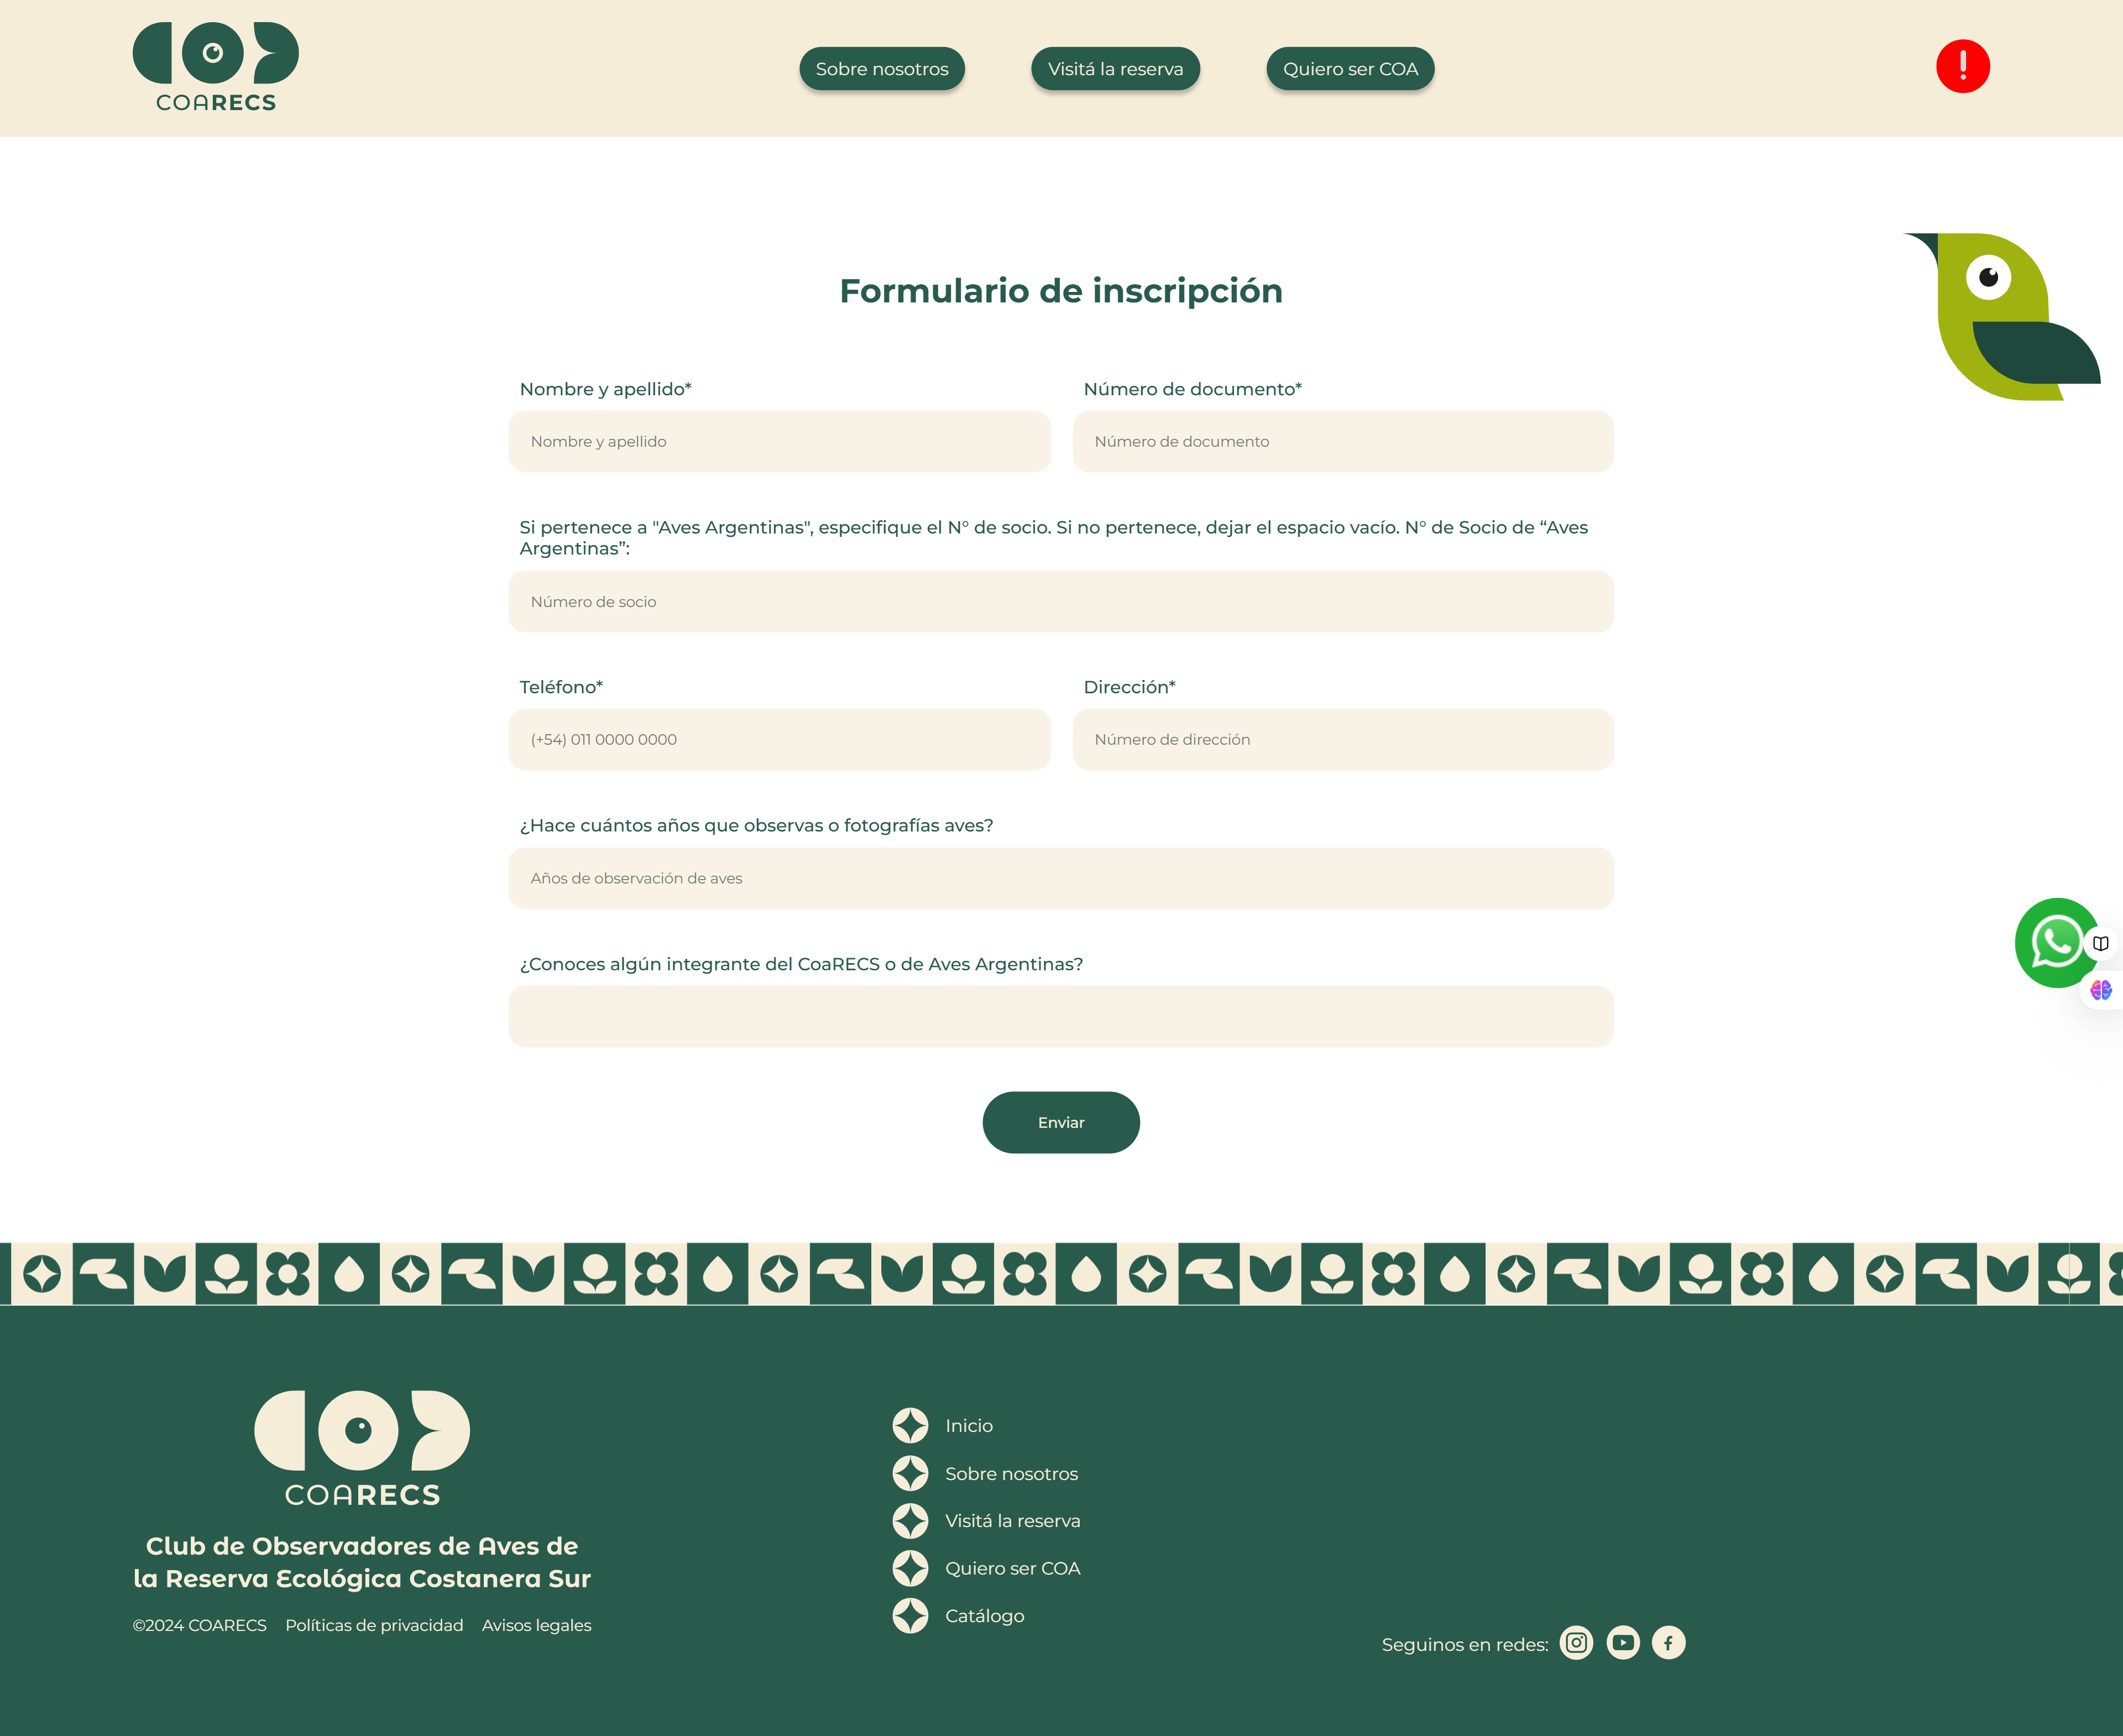 COARECS
Sobre nosotros
Visitá la reserva
Quiero ser COA
Formulario de inscripción
Nombre y apellido*
Número de documento*
Nombre y apellido
Número de documento
Si pertenece a "Aves Argentinas", especifique el N° de socio. Si no pertenece, dejar el espacio vacío. N° de Socio de “Aves
Argentinas”:
Número de socio
Teléfono*
Dirección*
(+54) 011 0000 0000
Número de dirección
¿Hace cuántos años que observas o fotografías aves?
Años de observación de aves
¿Conoces algún integrante del CoaRECS o de Aves Argentinas?
Enviar
COARECS
Club de Observadores de Aves de
la Reserva Ecológica Costanera Sur
©2024 COARECS Políticas de privacidad Avisos legales
Inicio
Sobre nosotros
Visitá la reserva
Quiero ser COA
Catálogo
Seguinos en redes: